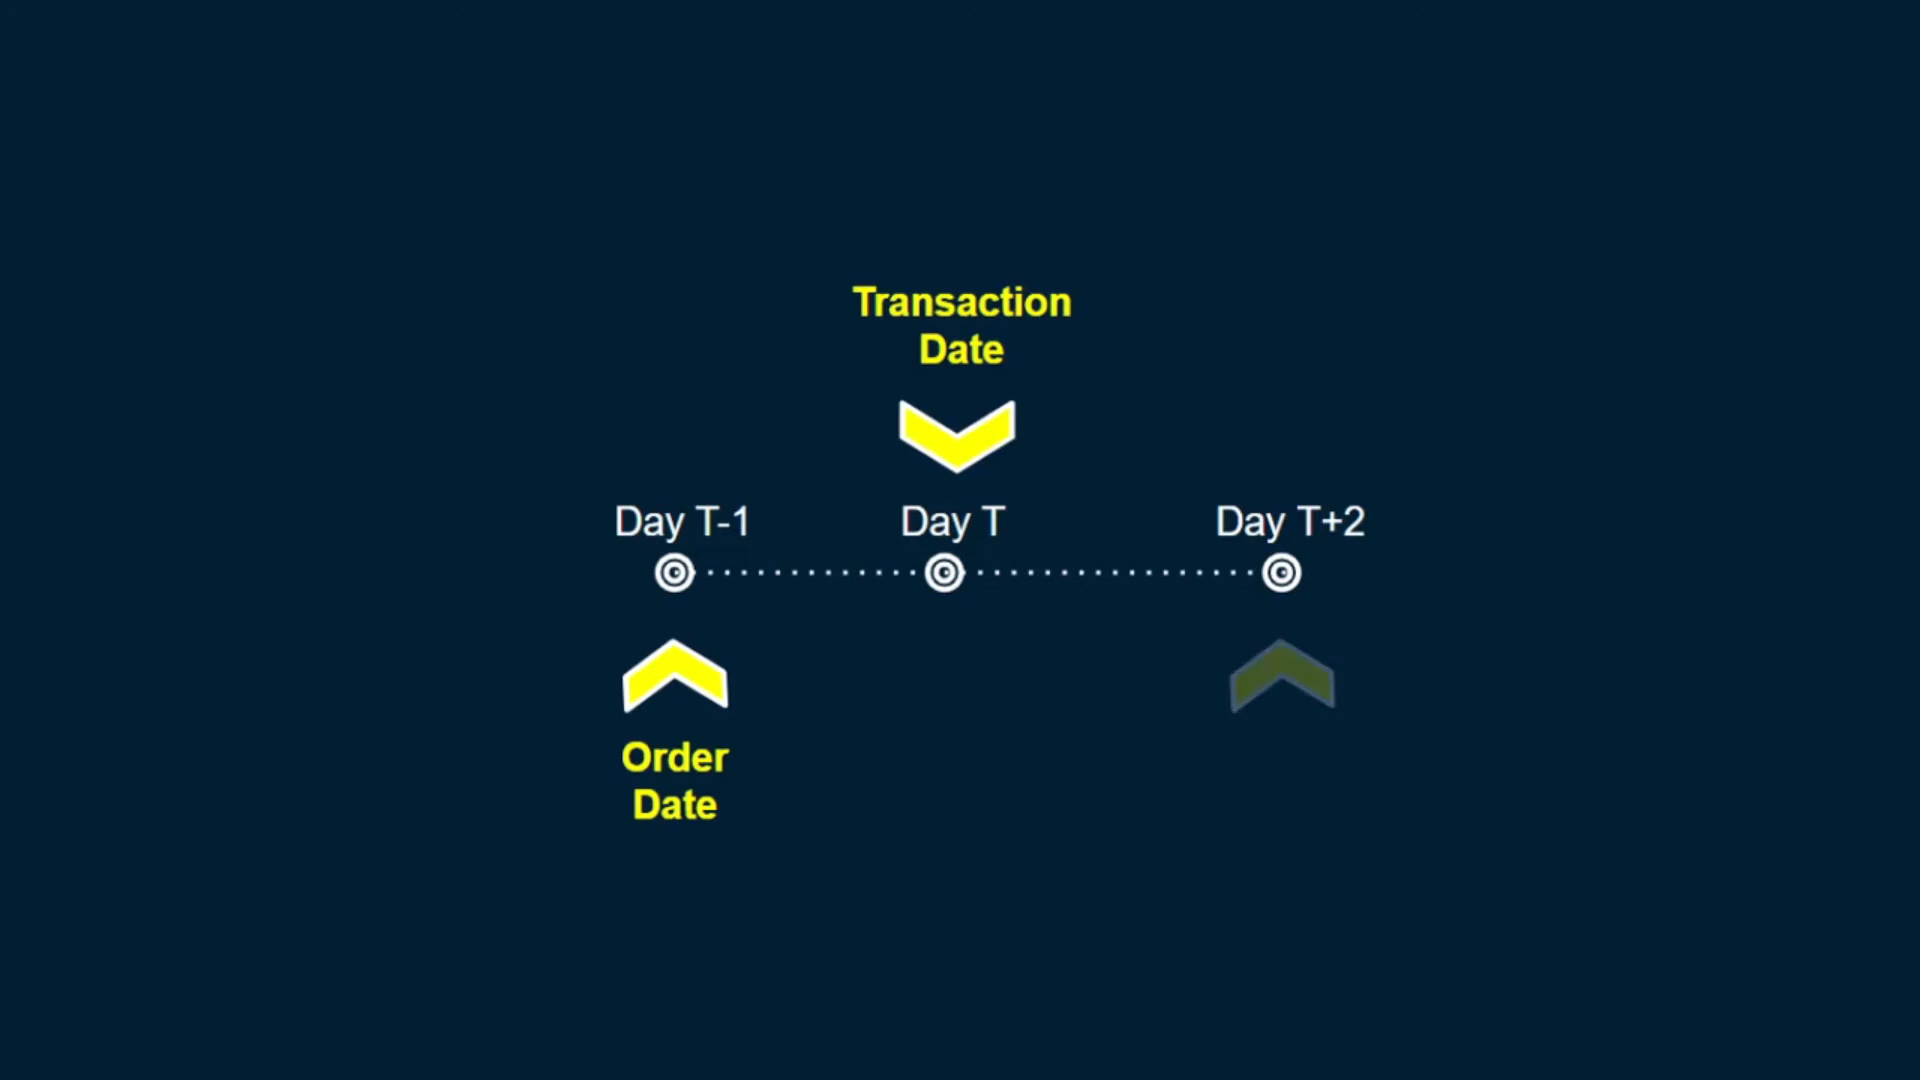 Transaction
Date
Day T-1
Day T
Day T+2
Order
Date